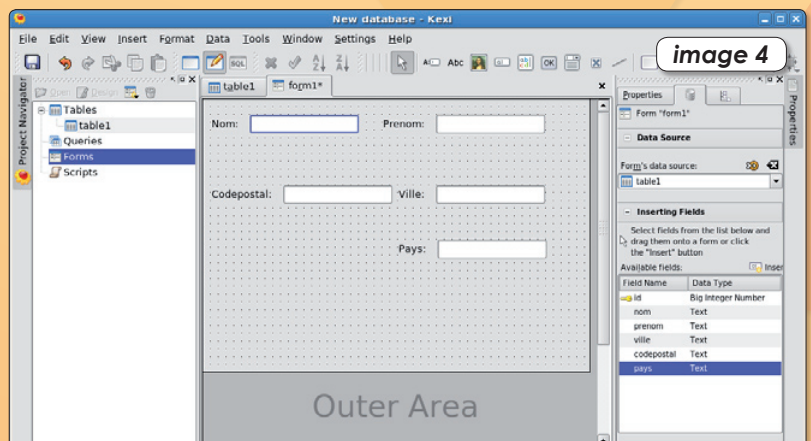 New database - Kexi
File Edit View Insert Format Data Tools Window Settings Help
image 4
SQL Abc OK
Project Navigator
Open Design
Tables
table1
Queries
Forms
Scripts
table1 form1*
Nom: Prenom:
Codepostal: Ville:
Pays:
Outer Area
Properties
Properties
Form "form1"
Data Source
Form's data source:
table1
Inserting Fields
Select fields from the list below and
drag them onto a form or click
the "Insert" button
Available fields: Inser
Field Name Data Type
id Big Integer Number
nom Text
prenom Text
ville Text
codepostal Text
pays Text